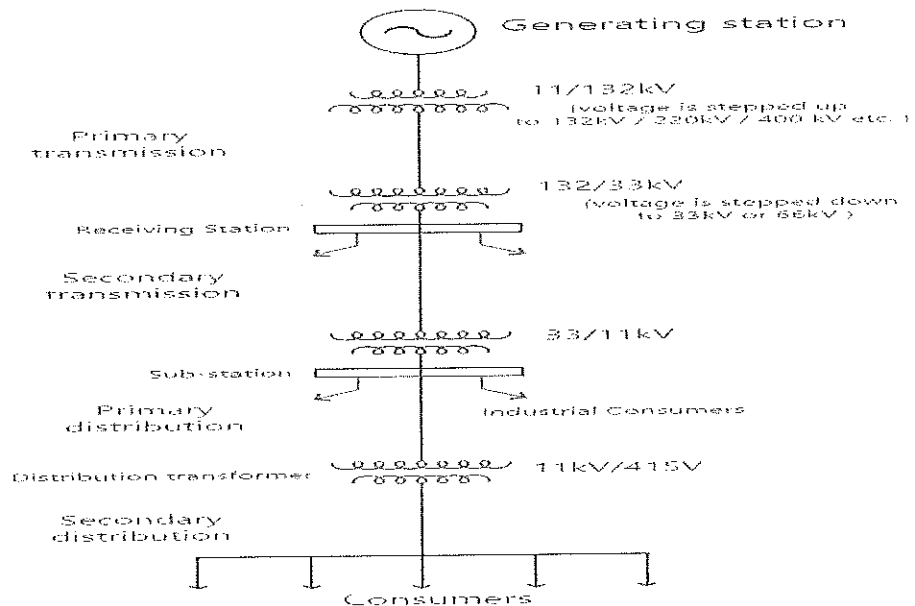 Generating station
11/132kV
(voltage is stepped up
to 132kV / 220kV / 400 kV etc. )
Primary
transmission
132/33kV
(voltage is stepped down
to 33kV or 66kV )
Receiving Station
Secondary
transmission
33/11kV
Sub-station
Primary
distribution
Industrial Consumers
11kV/415V
Distribution transformer
Secondary
distribution
Consumers